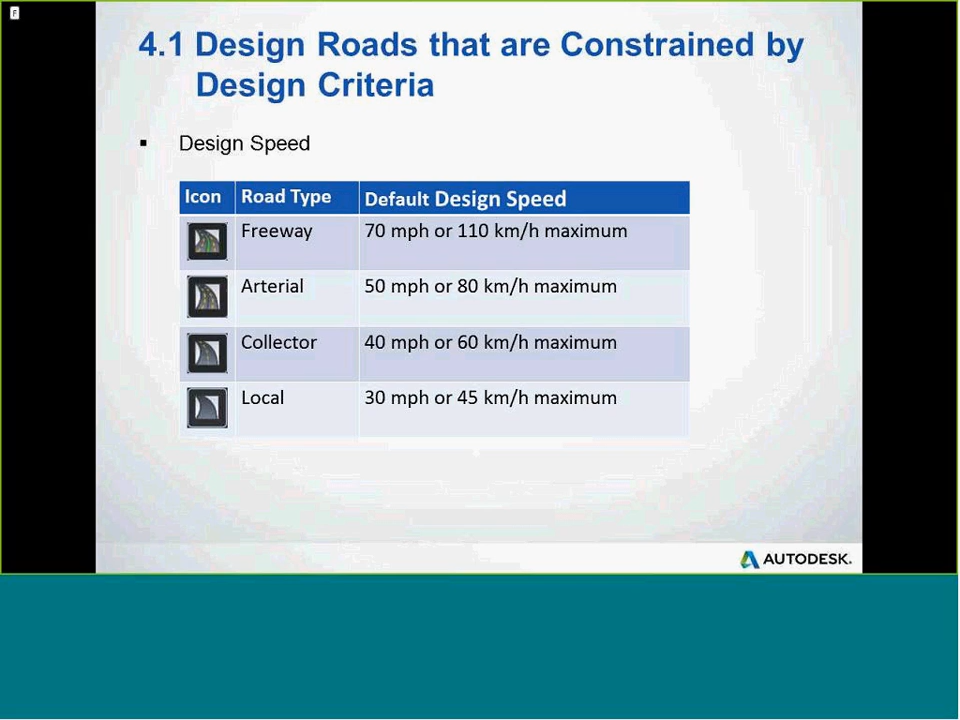 F
4.1 Design Roads that are Constrained by
Design Criteria
▪ Design Speed
Icon Road Type Default Design Speed
Freeway 70 mph or 110 km/h maximum
Arterial 50 mph or 80 km/h maximum
Collector 40 mph or 60 km/h maximum
Local 30 mph or 45 km/h maximum
AUTODESK.